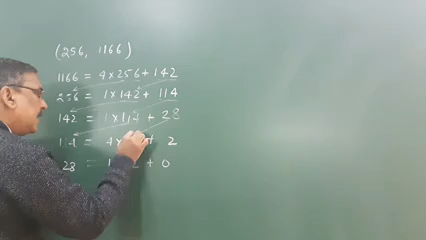 (256, 1166)
1166 = 4×256+142
256 = 1×142+ 114
142 = 1×114 + 28
114 = 4× + 2
28 = + 0